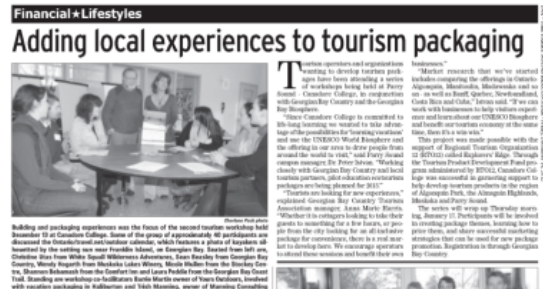 Financial★Lifestyles
Adding local experiences to tourism packaging
Charlene Peck photo
Building and packaging experiences was the focus of the second tourism workshop held
December 13 at Canadore College. Some of the group of approximately 40 participants are
discussed the Ontario/travel.net/outdoor calendar, which features a photo of kayakers all
beautied by the setting sun near Franklin Island, on Georgian Bay. Seated from left are,
Christine from White Squall Wilderness Adventures, Sean from Georgian Bay
Country, Wendy Hogarth from Muskoka Lakes Winery, Nicole Mullen from the Stockey Cen-
tre, Shannon from the Comfort Inn and Laura Peddie from the Georgian Bay Coast
Trail. Standing are workshop co-facilitators Barrie Martin owner of Yours Outdoors, involved
with vacation packaging in Haliburton and Trish Manning, owner of Manning Consulting
Tourism operators and organizations
wanting to develop tourism pack-
ages have been attending a series
of workshops being held at Parry
Sound - Canadore College, in conjunction
with Georgian Bay Country and the Georgian
Bay Biosphere.
"Since Canadore College is committed to
life-long learning we wanted to take advan-
tage of the possibilities for 'learning vacations'
and use the UNESCO World Biosphere and
the offering in our area to draw people from
around the world to visit," said Parry Sound
campus manager, Dr. Peter Istvan. "Working
closely with Georgian Bay Country and local
tourism partners, pilot education ecotourism
packages are being planned for 2013."
"Tourists are looking for new experiences,"
explained Georgian Bay Country Tourism
Association manager, Anne Marie Harris.
"Whether it is cottagers looking to take their
guests to something for a few hours, or peo-
ple from the city looking for an all-inclusive
package for convenience, there is a real mar-
ket to develop here. We encourage operators
to attend these sessions and benefit their own
businesses."
"Market research that we've started
includes comparing the offerings in Ontario -
Algonquin, Manitoulin, Muskoka and so
on - as well as Banff, Quebec, Newfoundland,
Costa Rica and Cuba," Istvan said. "If we can
work with businesses to help visitors experi-
ence and learn about our UNESCO Biosphere
and benefit our tourism economy at the same
time, then it's a win win."
This project was made possible with the
support of Regional Tourism Organization
12 (RTO12) called Explorers' Edge. Through
the Tourism Product Development Fund pro-
gram administered by RTO12, Canadore Col-
lege was successful in garnering support to
help develop tourism products in the region
of Algonquin Park, the Almaguin Highlands,
Muskoka and Parry Sound.
The series will wrap up Thursday morn-
ing, January 17. Participants will be involved
in creating package themes, learning how to
price them, and share successful marketing
strategies that can be used for new package
promotion. Registration is through Georgian
Bay Country.